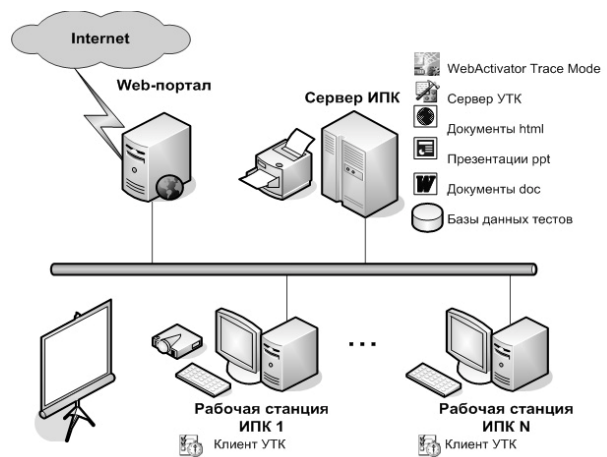 Internet
Web-портал
Сервер ИПК
WebActivator Trace Mode
Сервер УТК
Документы html
Презентации ppt
W
Документы doc
Базы данных тестов
...
Рабочая станция
ИПК 1
Клиент УТК
Рабочая станция
ИПК N
Клиент УТК